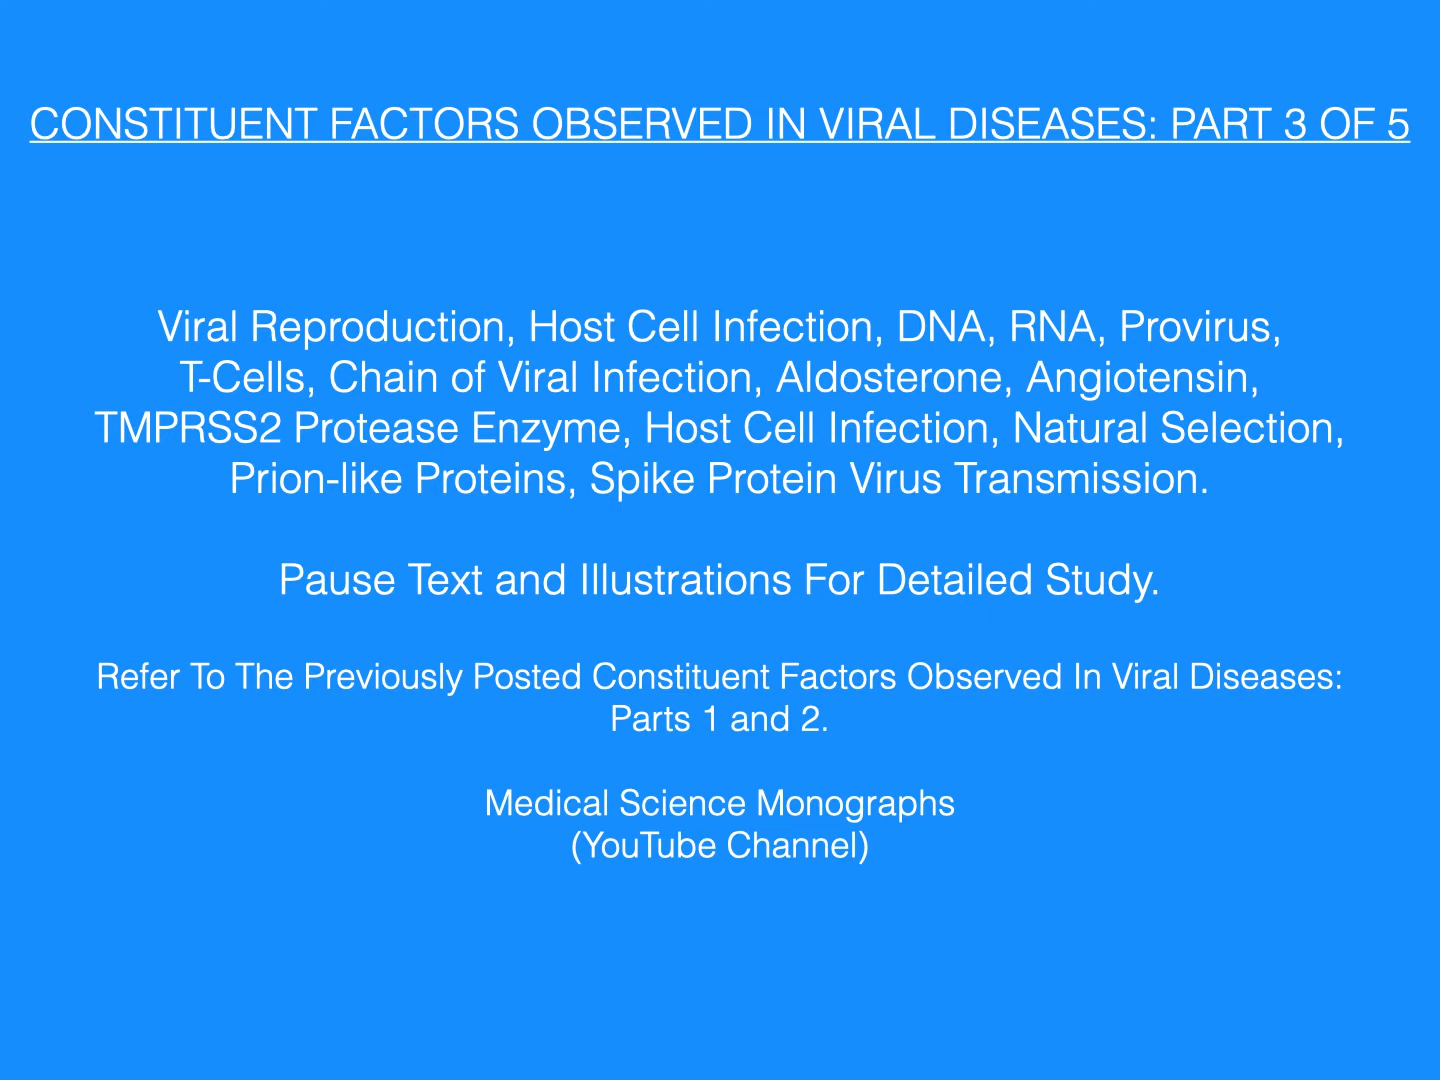 CONSTITUENT FACTORS OBSERVED IN VIRAL DISEASES: PART 3 OF 5
Viral Reproduction, Host Cell Infection, DNA, RNA, Provirus,
T-Cells, Chain of Viral Infection, Aldosterone, Angiotensin,
TMPRSS2 Protease Enzyme, Host Cell Infection, Natural Selection,
Prion-like Proteins, Spike Protein Virus Transmission.
Pause Text and Illustrations For Detailed Study.
Refer To The Previously Posted Constituent Factors Observed In Viral Diseases:
Parts 1 and 2.
Medical Science Monographs
(YouTube Channel)